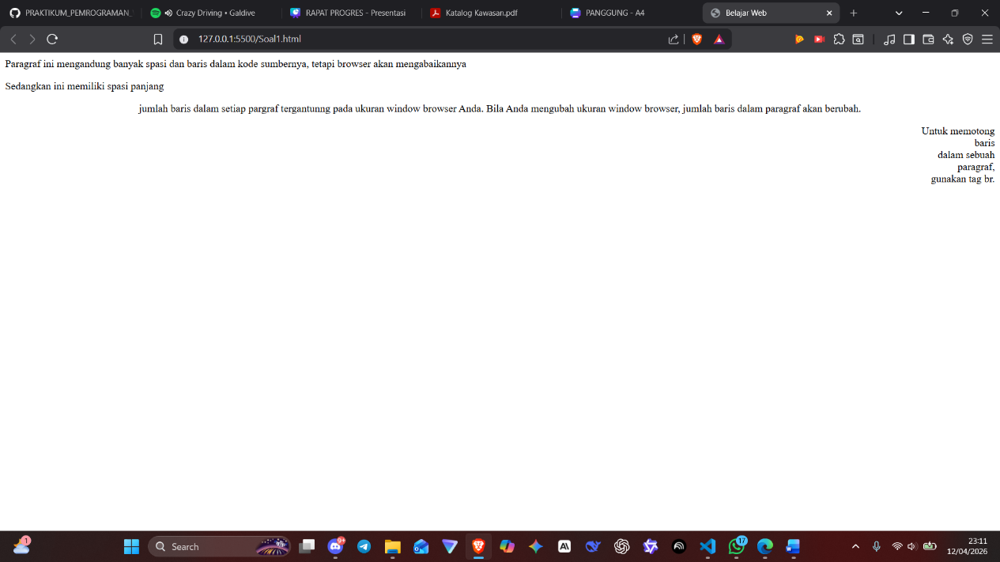 PRAKTIKUM_PEMROGRAMAN_
Crazy Driving • Galdive
RAPAT PROGRES - Presentasi
Katalog Kawasan.pdf
PANGGUNG - A4
Belajar Web
127.0.0.1:5500/Soal1.html
Paragraf ini mengandung banyak spasi dan baris dalam kode sumbernya, tetapi browser akan mengabaikannya
Sedangkan ini memiliki spasi panjang
jumlah baris dalam setiap pargraf tergantunng pada ukuran window browser Anda. Bila Anda mengubah ukuran window browser, jumlah baris dalam paragraf akan berubah.
Untuk memotong
baris
dalam sebuah
paragraf,
gunakan tag br.
1
Search
9+
AI
17
23:11
12/04/2026